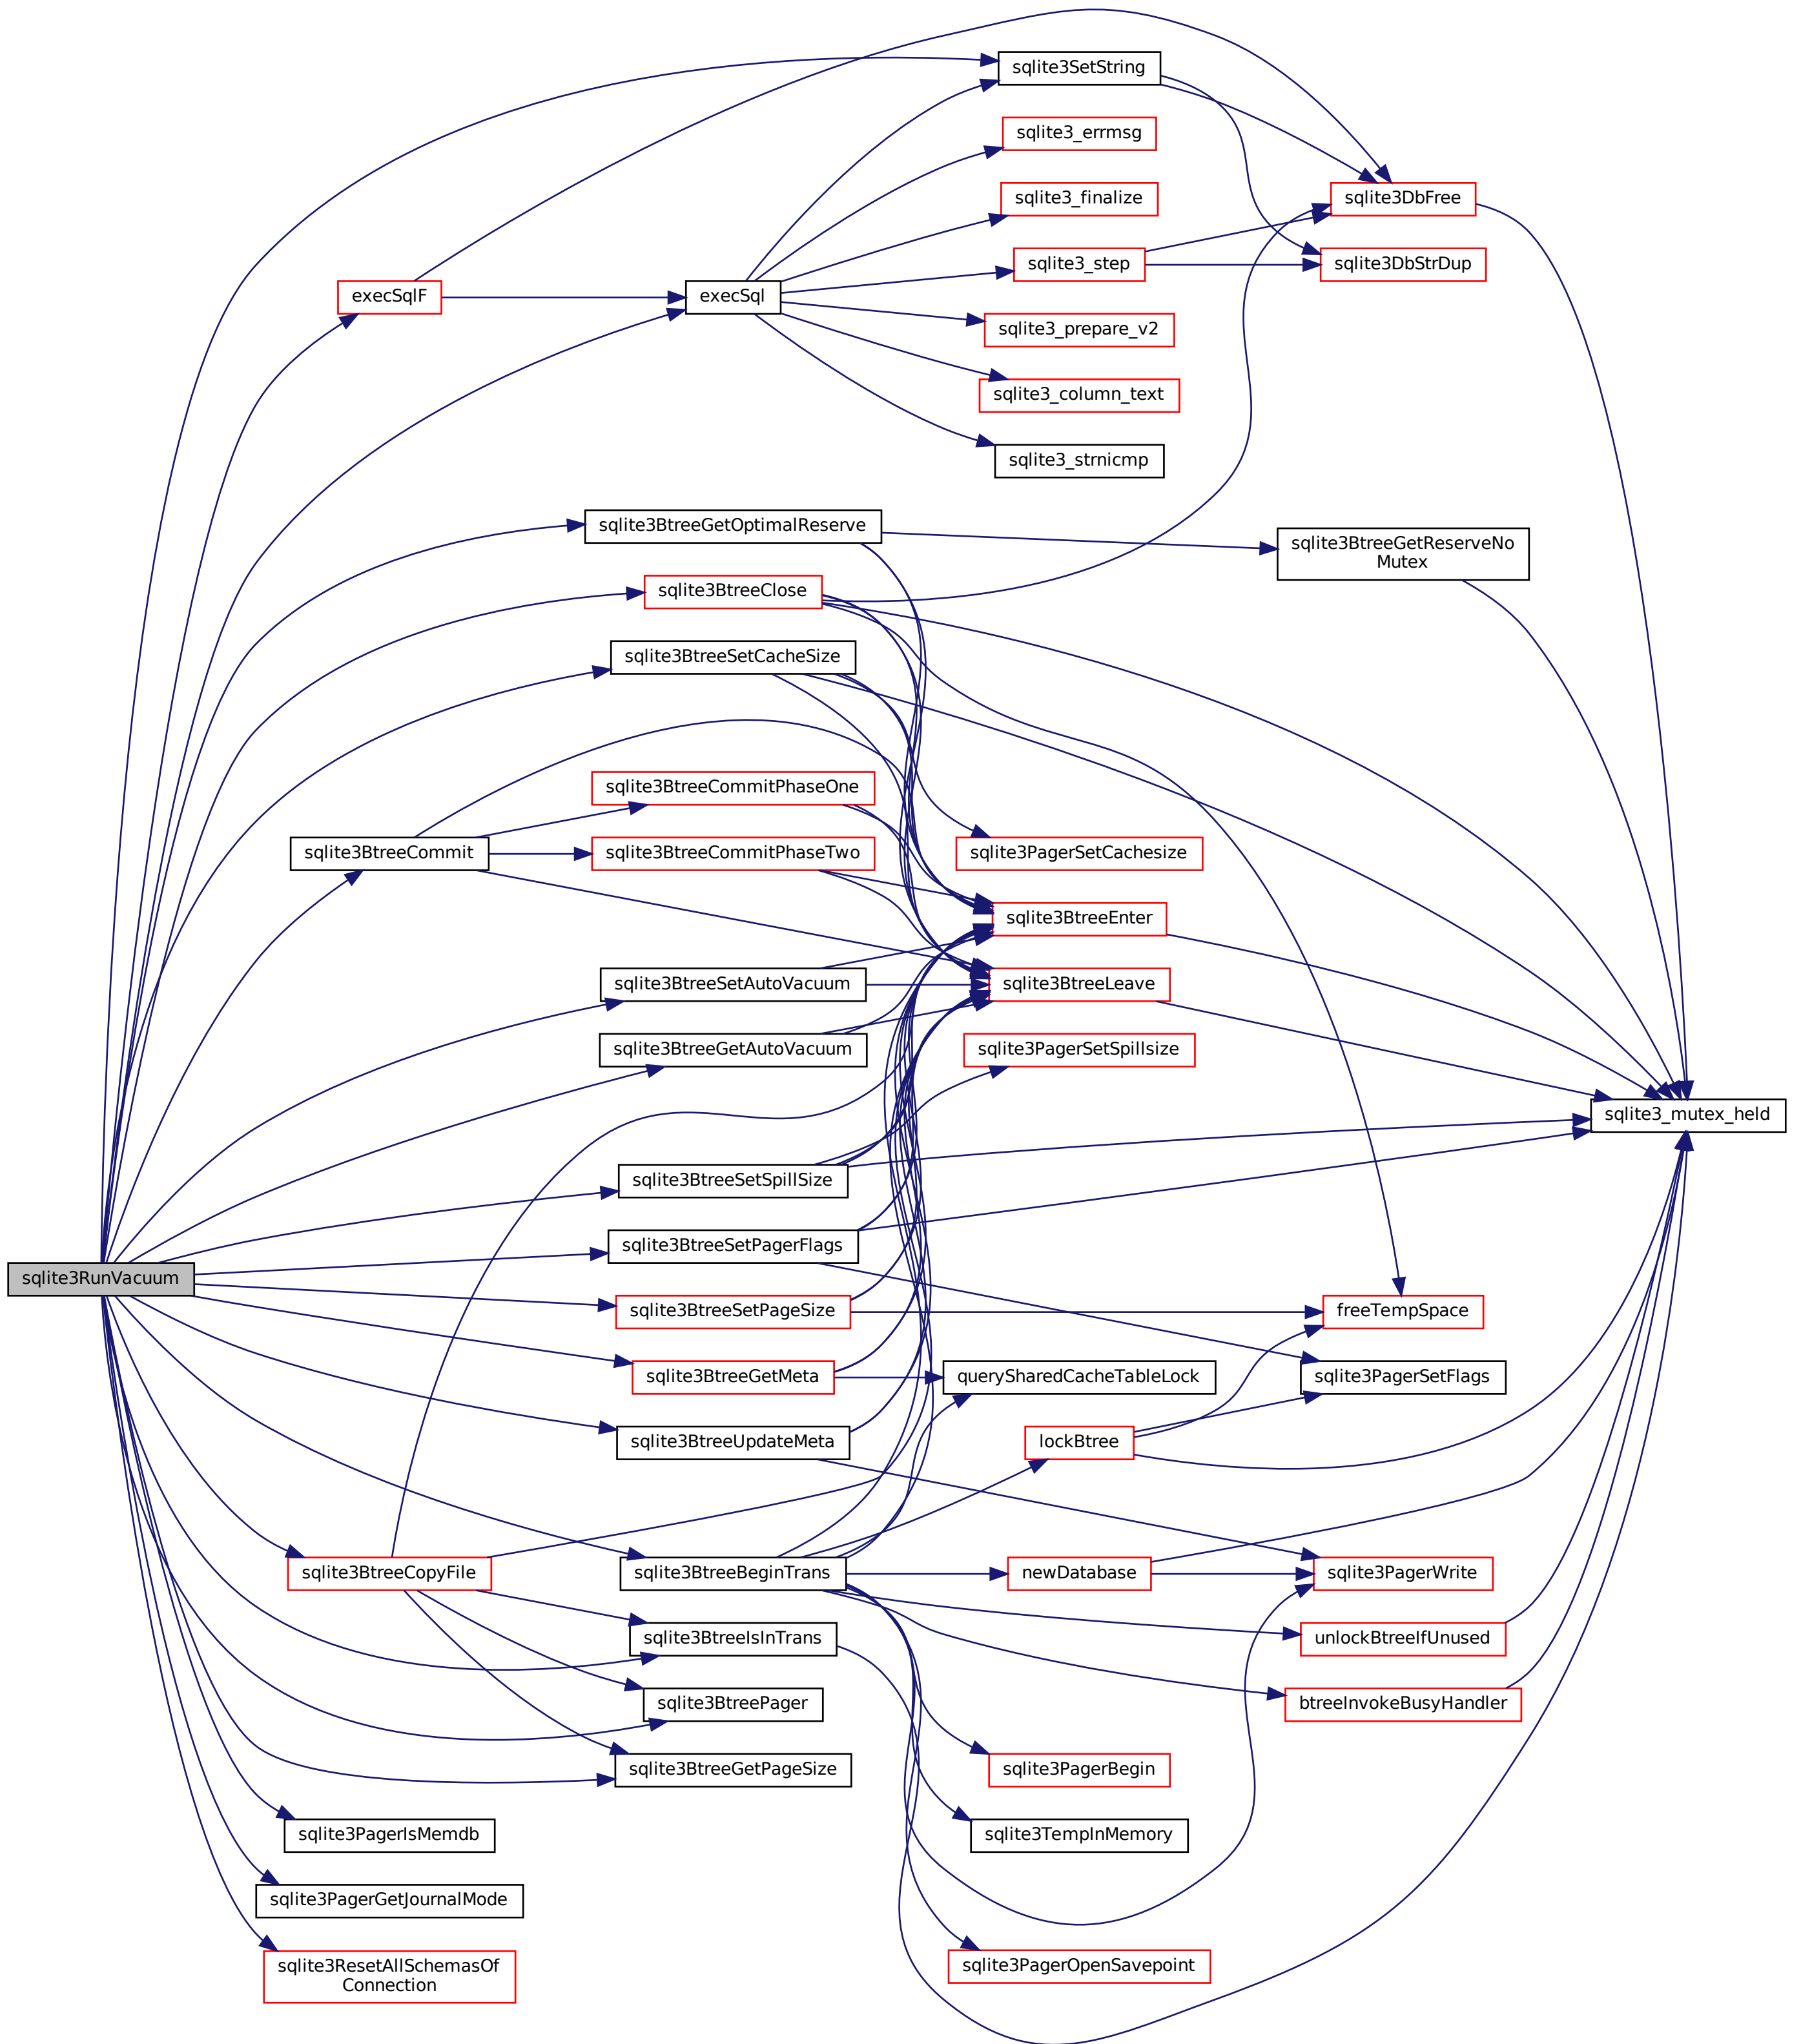 sqlite3SetString
sqlite3_errmsg
sqlite3_finalize
sqlite3DbFree
sqlite3_step
sqlite3DbStrDup
execSqlF
execSql
sqlite3_prepare_v2
sqlite3_column_text
sqlite3_strnicmp
sqlite3BtreeGetOptimalReserve
sqlite3BtreeGetReserveNo
Mutex
sqlite3BtreeClose
sqlite3BtreeSetCacheSize
sqlite3BtreeCommitPhaseOne
sqlite3BtreeCommit
sqlite3BtreeCommitPhaseTwo
sqlite3PagerSetCachesize
sqlite3BtreeEnter
sqlite3BtreeSetAutoVacuum
sqlite3BtreeLeave
sqlite3BtreeGetAutoVacuum
sqlite3PagerSetSpillsize
sqlite3_mutex_held
sqlite3BtreeSetSpillSize
sqlite3BtreeSetPagerFlags
sqlite3RunVacuum
sqlite3BtreeSetPageSize
freeTempSpace
sqlite3BtreeGetMeta
querySharedCacheTableLock
sqlite3PagerSetFlags
sqlite3BtreeUpdateMeta
lockBtree
sqlite3BtreeCopyFile
sqlite3BtreeBeginTrans
newDatabase
sqlite3PagerWrite
sqlite3BtreeIsInTrans
unlockBtreeIfUnused
sqlite3BtreePager
btreeInvokeBusyHandler
sqlite3BtreeGetPageSize
sqlite3PagerBegin
sqlite3PagerIsMemdb
sqlite3TempInMemory
sqlite3PagerGetJournalMode
sqlite3ResetAllSchemasOf
Connection
sqlite3PagerOpenSavepoint